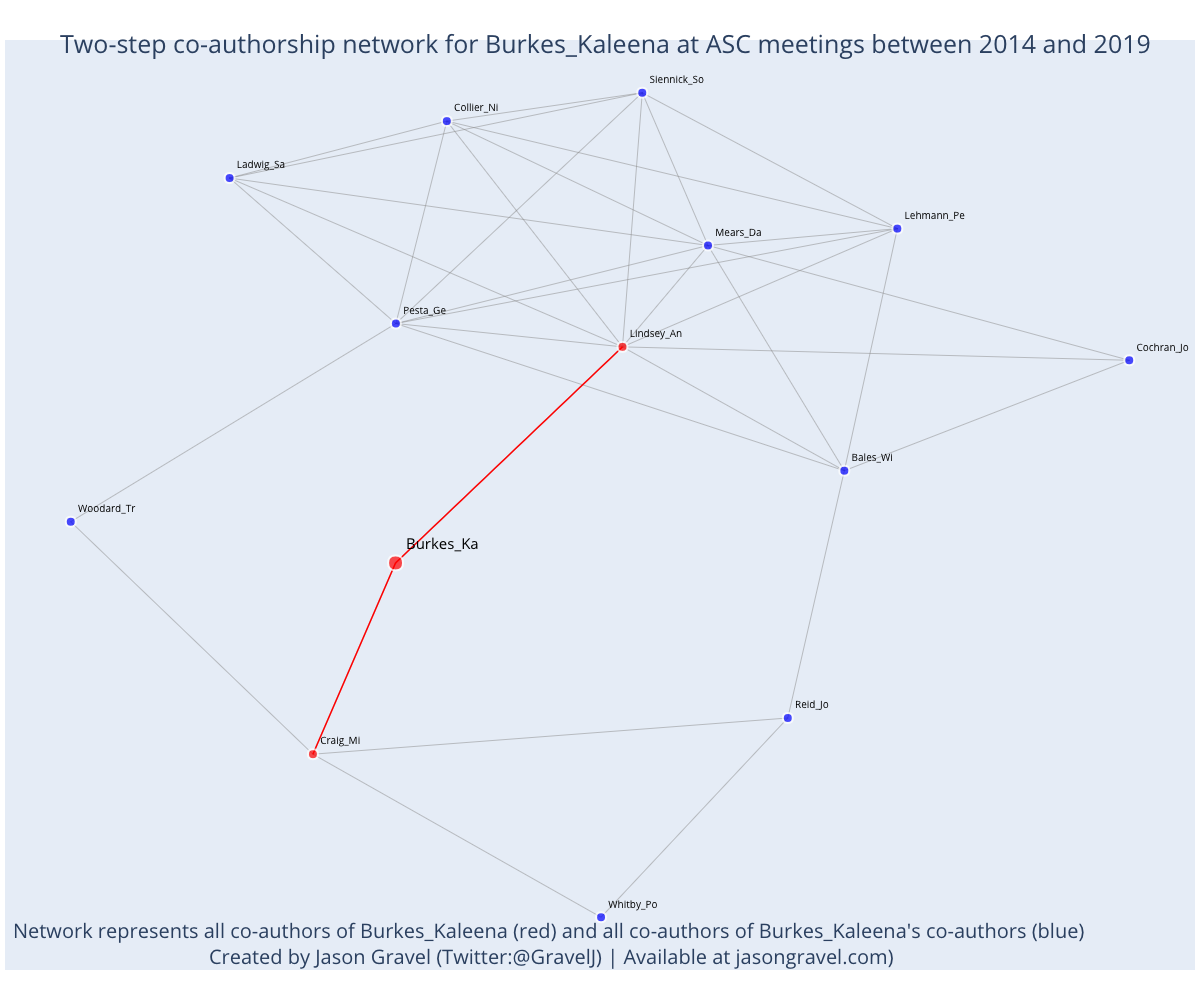 Two-step co-authorship network for Burkes_Kaleena at ASC meetings between 2014 and 2019
Siennick_So
Collier_Ni
Ladwig_Sa
Lehmann_Pe
Mears_Da
Pesta_Ge
Lindsey_An
Cochran_Jo
Bales_Wi
Woodard_Tr
Burkes_Ka
Reid_Jo
Craig_Mi
Whitby_Po
Network represents all co-authors of Burkes_Kaleena (red) and all co-authors of Burkes_Kaleena's co-authors (blue)
Created by Jason Gravel (Twitter:@GravelJ) | Available at jasongravel.com)